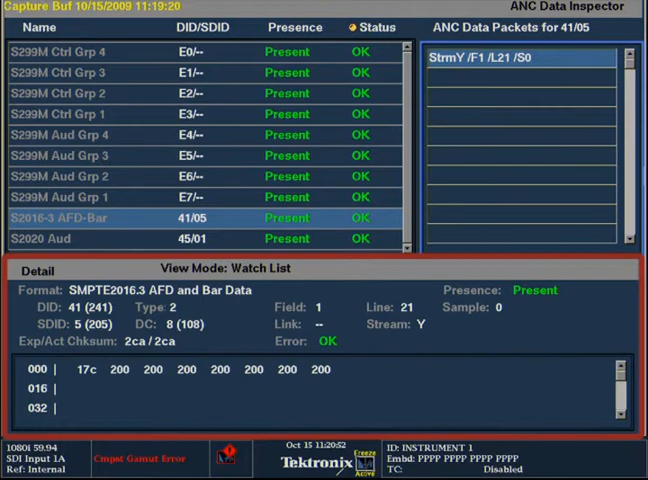 Capture Buf 10/15/2009 11:19:20 ANC Data Inspector
Name DID/SDID Presence Status ANC Data Packets for 41/05
S299M Ctrl Grp 4 E0/-- Present OK StrmY /F1 /L21 /S0
S299M Ctrl Grp 3 E1/-- Present OK
S299M Ctrl Grp 2 E2/-- Present OK
S299M Ctrl Grp 1 E3/-- Present OK
S299M Aud Grp 4 E4/-- Present OK
S299M Aud Grp 3 E5/-- Present OK
S299M Aud Grp 2 E6/-- Present OK
S299M Aud Grp 1 E7/-- Present OK
S2016-3 AFD-Bar 41/05 Present OK
S2020 Aud 45/01 Present OK
Detail View Mode: Watch List
Format: SMPTE2016.3 AFD and Bar Data Presence: Present
DID: 41 (241) Type: 2 Field: 1 Line: 21 Sample: 0
SDID: 5 (205) DC: 8 (108) Link: -- Stream: Y
Exp/Act Chksum: 2ca / 2ca Error: OK
000 | 17c 200 200 200 200 200 200 200
016 |
032 |
1080i 59.94 Oct 15 11:20:52 ID: INSTRUMENT 1
SDI Input 1A Cmpst Gamut Error Tektronix Freeze Embd: PPPP PPPP PPPP PPPP
Ref: Internal Active TC: Disabled